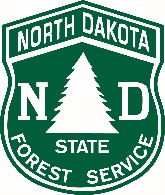 NORTH DAKOTA
N D
STATE
FOREST SERVICE